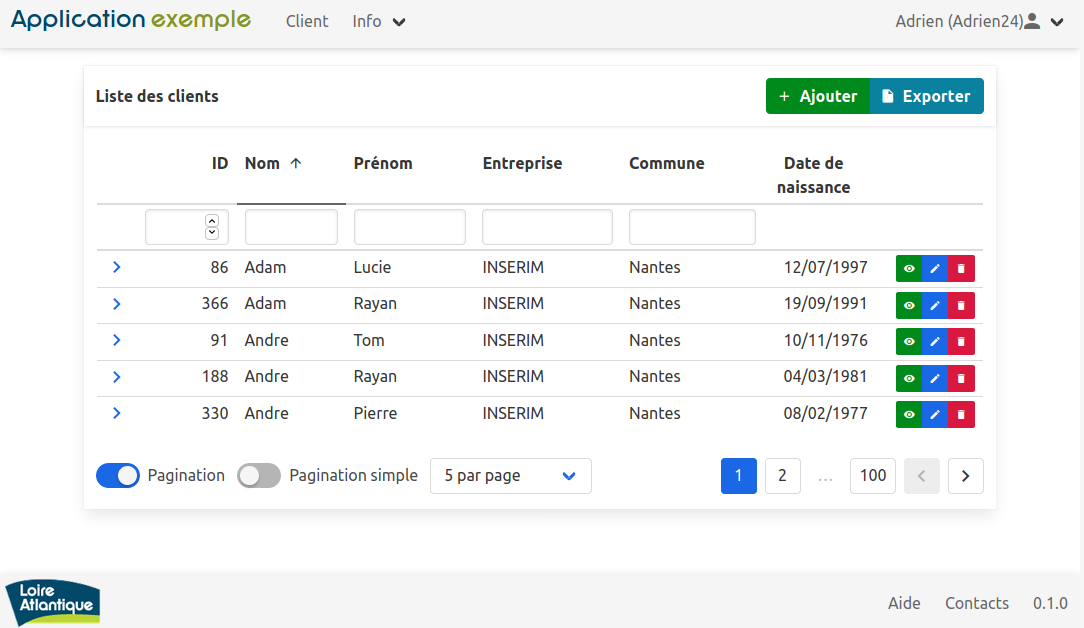 Application exemple Client Info Adrien (Adrien24)
Liste des clients + Ajouter Exporter
ID Nom ↑ Prénom Entreprise Commune Date de
naissance
86 Adam Lucie INSERIM Nantes 12/07/1997
366 Adam Rayan INSERIM Nantes 19/09/1991
91 Andre Tom INSERIM Nantes 10/11/1976
188 Andre Rayan INSERIM Nantes 04/03/1981
330 Andre Pierre INSERIM Nantes 08/02/1977
Pagination Pagination simple 5 par page 1 2 ... 100
Loire
Atlantique
Aide Contacts 0.1.0